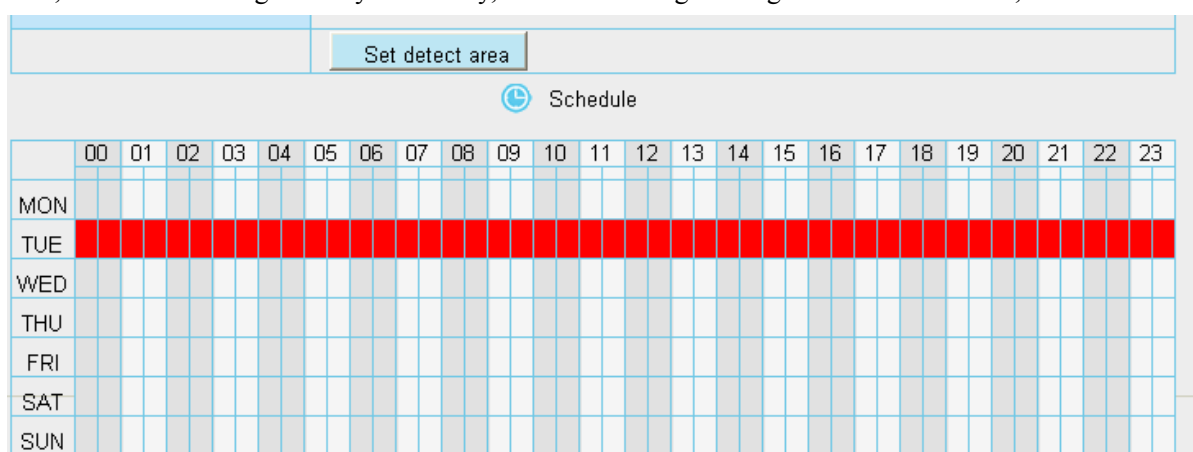 Set detect area
Schedule
00 01 02 03 04 05 06 07 08 09 10 11 12 13 14 15 16 17 18 19 20 21 22 23
MON
TUE
WED
THU
FRI
SAT
SUN